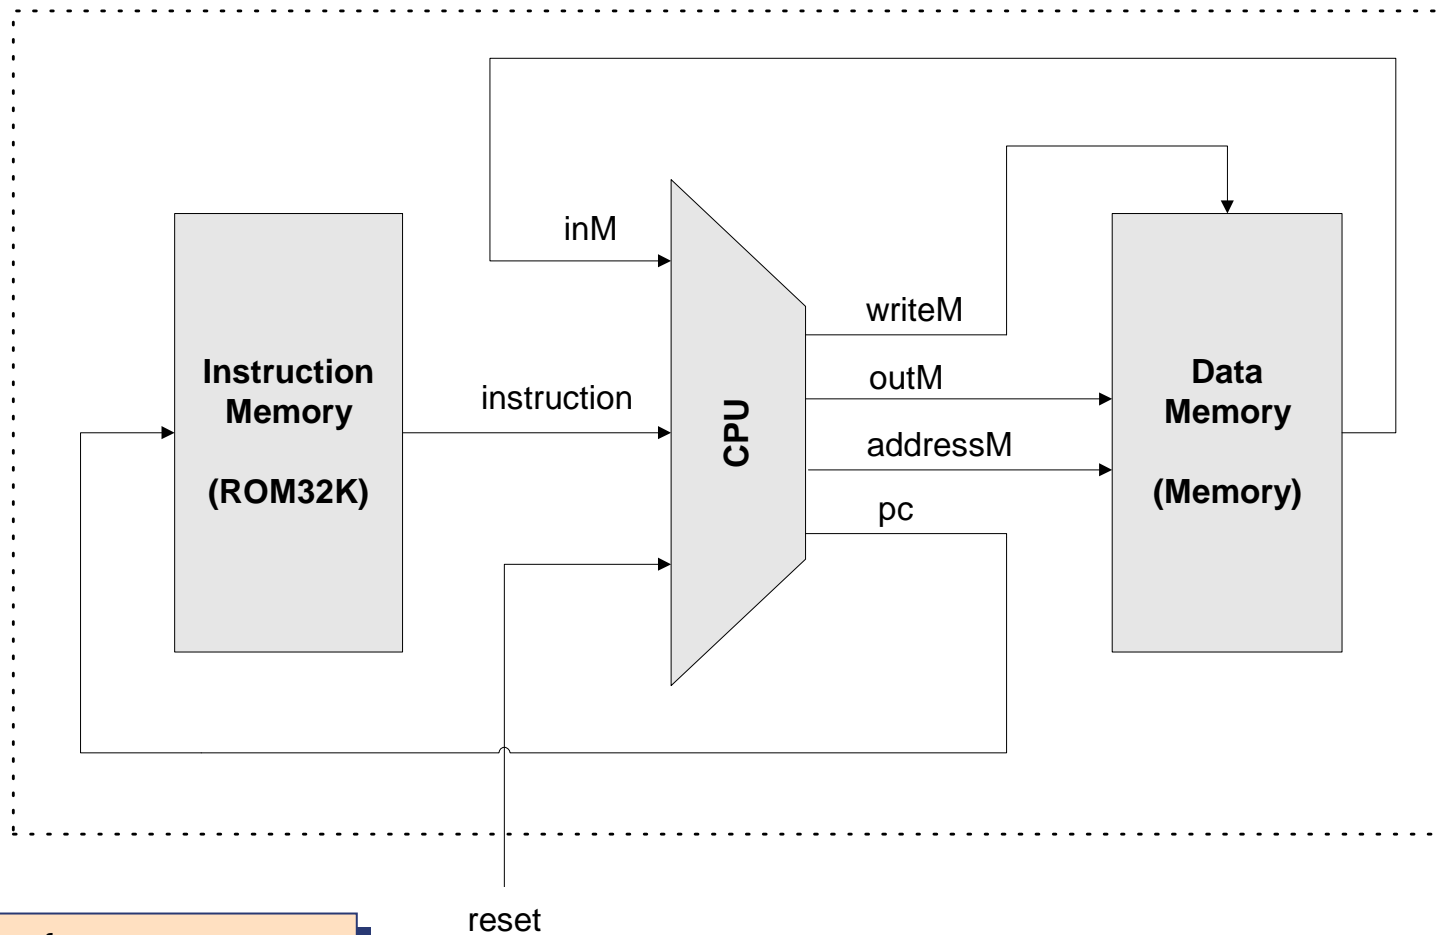 inM
writeM
Instruction
Memory
(ROM32K)
instruction
CPU
outM
addressM
pc
Data
Memory
(Memory)
reset